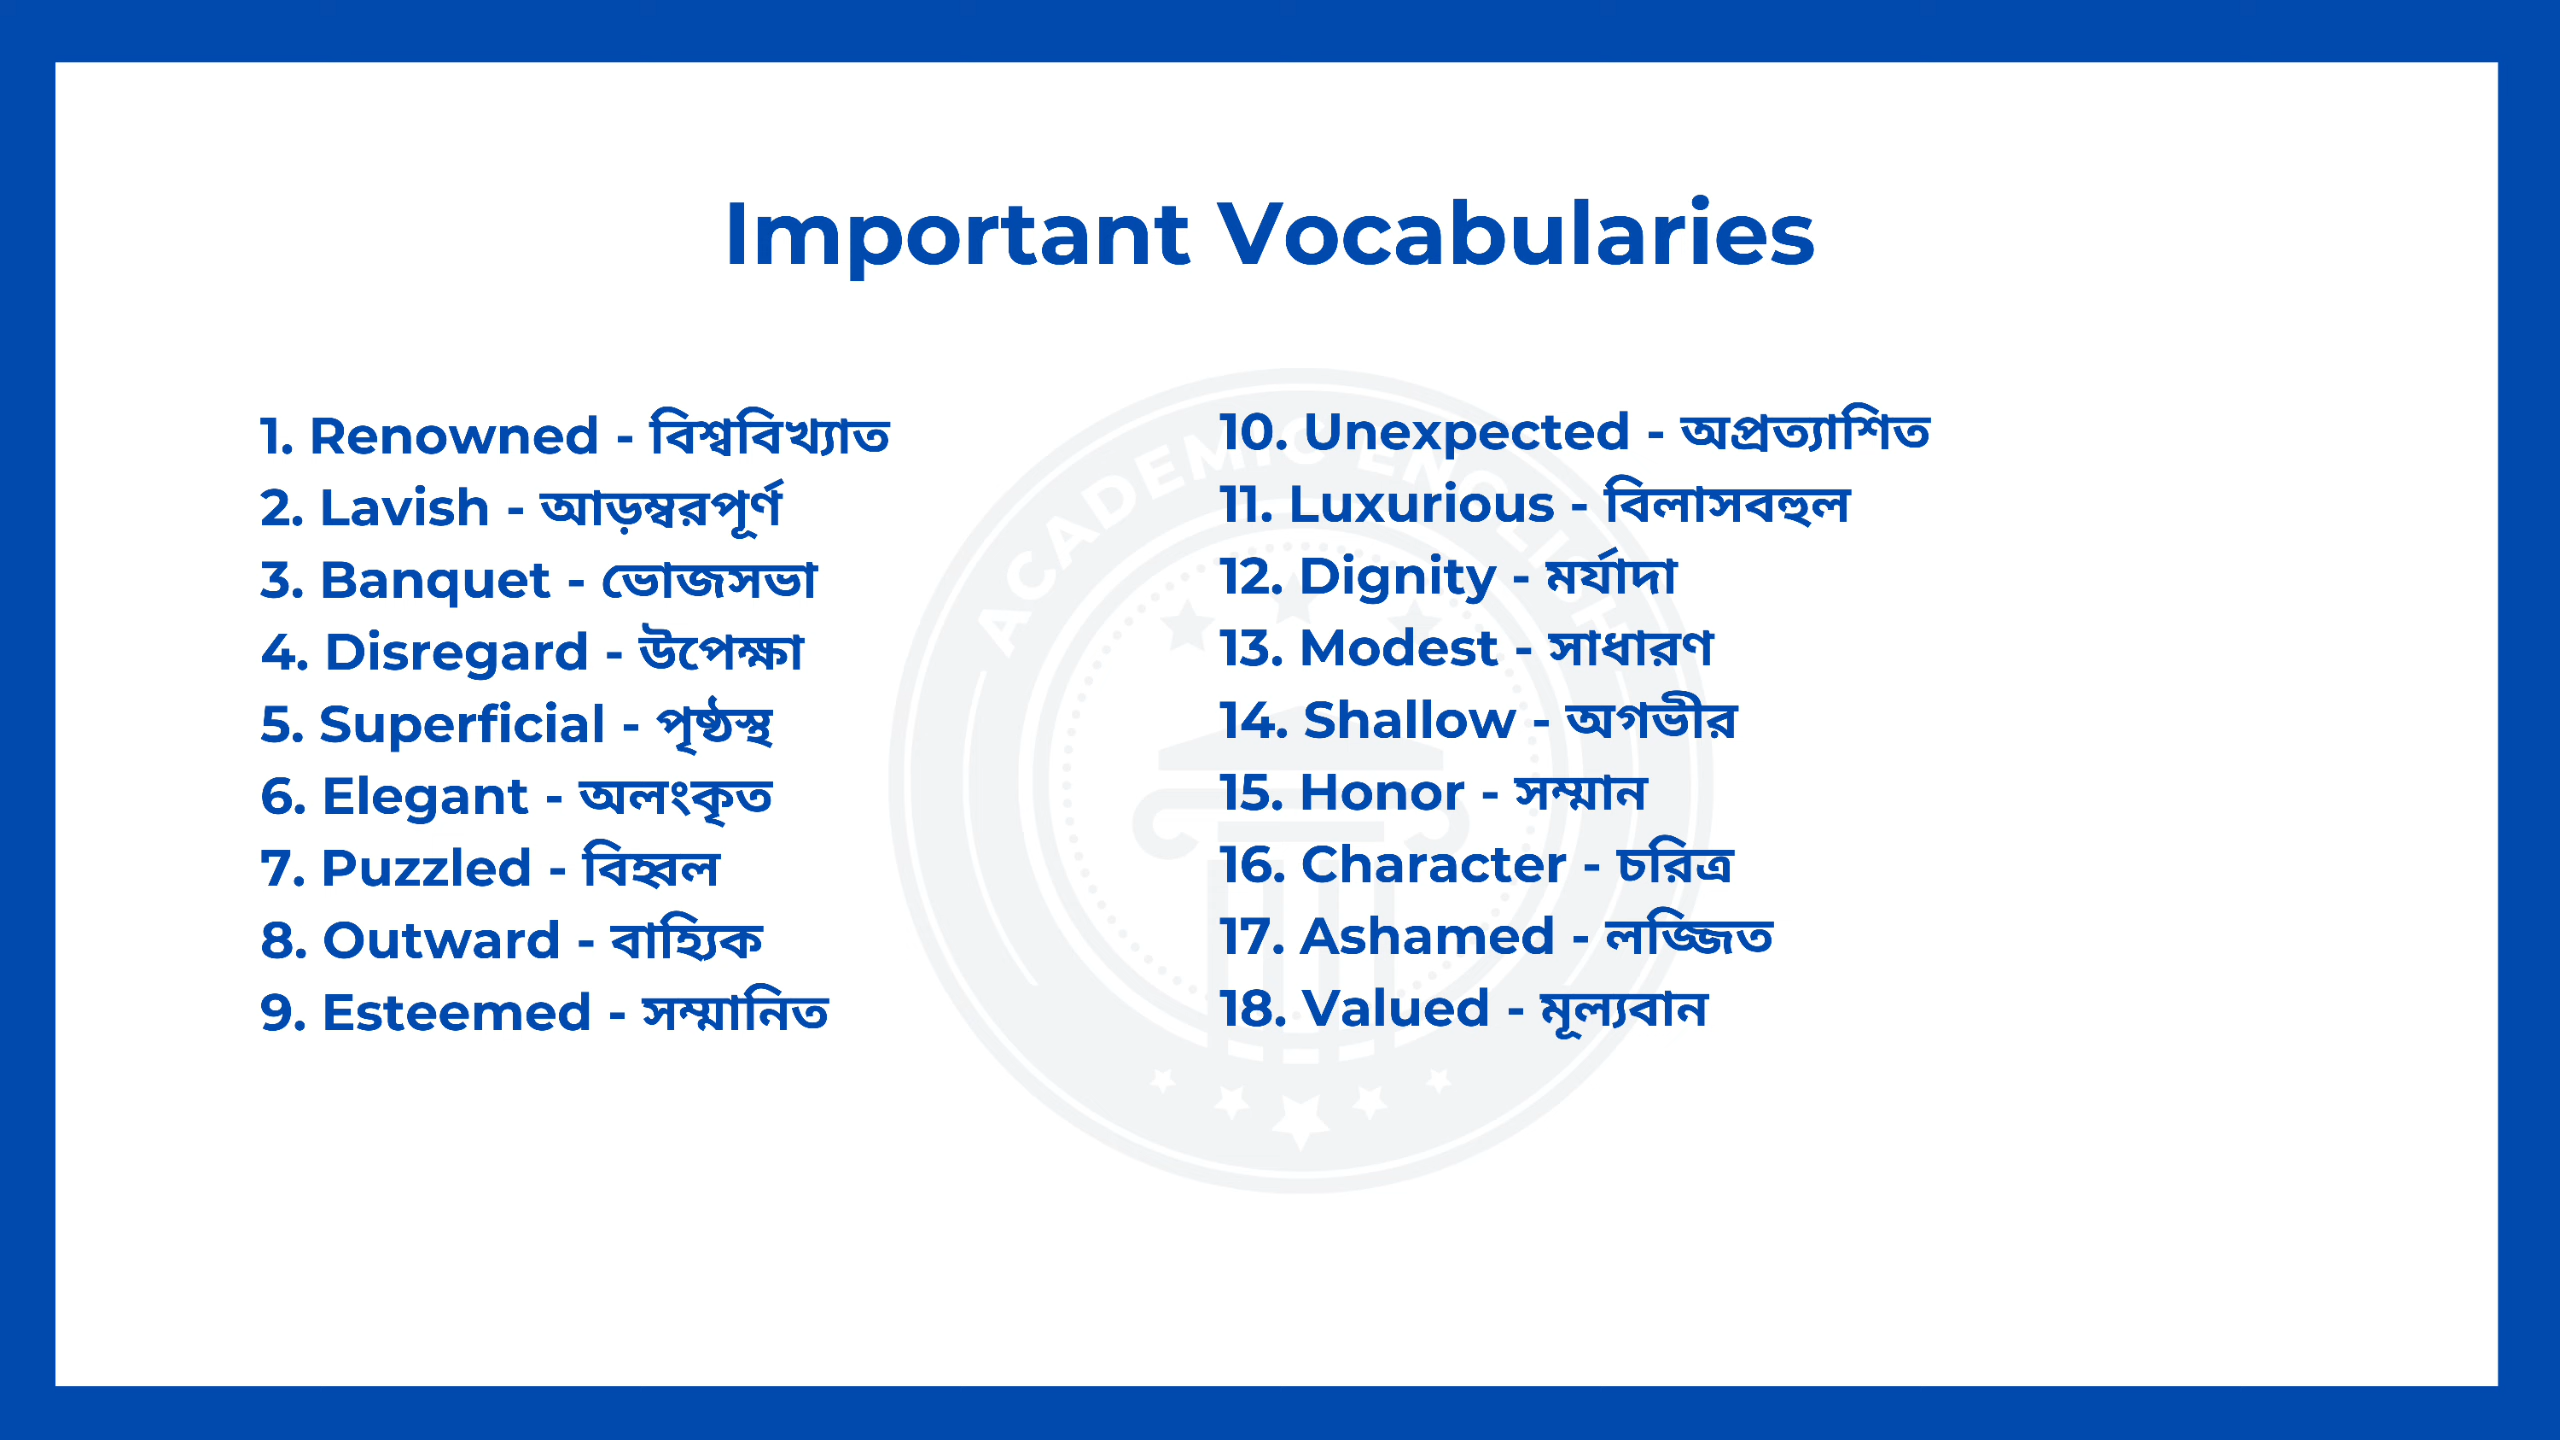 Important Vocabularies
1. Renowned - বিশ্ববিখ্যাত
2. Lavish - আড়ম্বরপূর্ণ
3. Banquet - ভোজসভা
4. Disregard - উপেক্ষা
5. Superficial - পৃষ্ঠস্থ
6. Elegant - অলংকৃত
7. Puzzled - বিহ্বল
8. Outward - বাহ্যিক
9. Esteemed - সম্মানিত
10. Unexpected - অপ্রত্যাশিত
11. Luxurious - বিলাসবহুল
12. Dignity - মর্যাদা
13. Modest - সাধারণ
14. Shallow - অগভীর
15. Honor - সম্মান
16. Character - চরিত্র
17. Ashamed - লজ্জিত
18. Valued - মূল্যবান
ACADEMIC ENGLISH